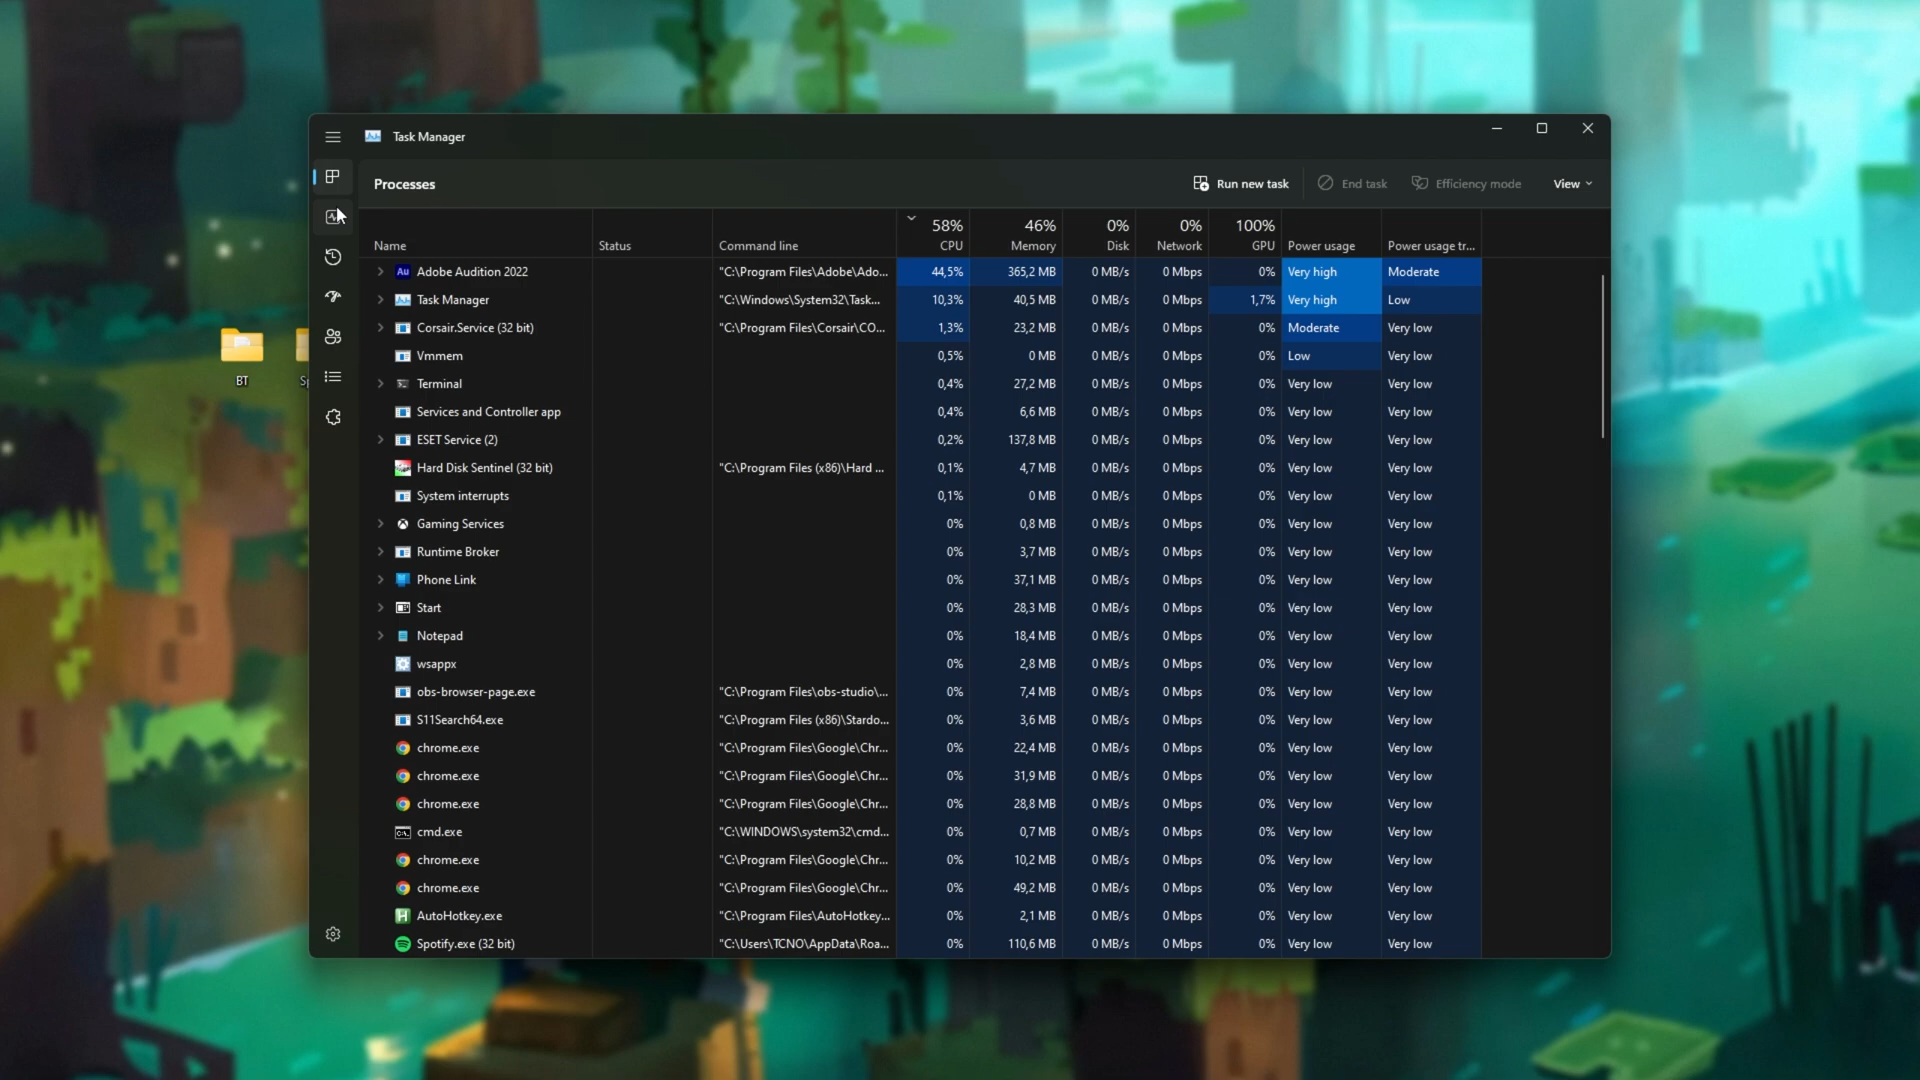 Task Manager
Processes
Run new task
End task
Efficiency mode
View
58% 46% 0% 0% 100%
Name Status Command line CPU Memory Disk Network GPU Power usage Power usage tr...
Au Adobe Audition 2022 "C:\Program Files\Adobe\Ado... 44,5% 365,2 MB 0 MB/s 0 Mbps 0% Very high Moderate
Task Manager "C:\Windows\System32\Task... 10,3% 40,5 MB 0 MB/s 0 Mbps 1,7% Very high Low
Corsair.Service (32 bit) "C:\Program Files\Corsair\CO... 1,3% 23,2 MB 0 MB/s 0 Mbps 0% Moderate Very low
Vmmem 0,5% 0 MB 0 MB/s 0 Mbps 0% Low Very low
Terminal 0,4% 27,2 MB 0 MB/s 0 Mbps 0% Very low Very low
Services and Controller app 0,4% 6,6 MB 0 MB/s 0 Mbps 0% Very low Very low
ESET Service (2) 0,2% 137,8 MB 0 MB/s 0 Mbps 0% Very low Very low
Hard Disk Sentinel (32 bit) "C:\Program Files (x86)\Hard ... 0,1% 4,7 MB 0 MB/s 0 Mbps 0% Very low Very low
System interrupts 0,1% 0 MB 0 MB/s 0 Mbps 0% Very low Very low
Gaming Services 0% 0,8 MB 0 MB/s 0 Mbps 0% Very low Very low
Runtime Broker 0% 3,7 MB 0 MB/s 0 Mbps 0% Very low Very low
Phone Link 0% 37,1 MB 0 MB/s 0 Mbps 0% Very low Very low
Start 0% 28,3 MB 0 MB/s 0 Mbps 0% Very low Very low
Notepad 0% 18,4 MB 0 MB/s 0 Mbps 0% Very low Very low
wsappx 0% 2,8 MB 0 MB/s 0 Mbps 0% Very low Very low
obs-browser-page.exe "C:\Program Files\obs-studio\... 0% 7,4 MB 0 MB/s 0 Mbps 0% Very low Very low
S11Search64.exe "C:\Program Files (x86)\Stardo... 0% 3,6 MB 0 MB/s 0 Mbps 0% Very low Very low
chrome.exe "C:\Program Files\Google\Chr... 0% 22,4 MB 0 MB/s 0 Mbps 0% Very low Very low
chrome.exe "C:\Program Files\Google\Chr... 0% 31,9 MB 0 MB/s 0 Mbps 0% Very low Very low
chrome.exe "C:\Program Files\Google\Chr... 0% 28,8 MB 0 MB/s 0 Mbps 0% Very low Very low
cmd.exe "C:\WINDOWS\system32\cmd... 0% 0,7 MB 0 MB/s 0 Mbps 0% Very low Very low
chrome.exe "C:\Program Files\Google\Chr... 0% 10,2 MB 0 MB/s 0 Mbps 0% Very low Very low
chrome.exe "C:\Program Files\Google\Chr... 0% 49,2 MB 0 MB/s 0 Mbps 0% Very low Very low
AutoHotkey.exe "C:\Program Files\AutoHotkey... 0% 2,1 MB 0 MB/s 0 Mbps 0% Very low Very low
Spotify.exe (32 bit) "C:\Users\TCNO\AppData\Roa... 0% 110,6 MB 0 MB/s 0 Mbps 0% Very low Very low
BT